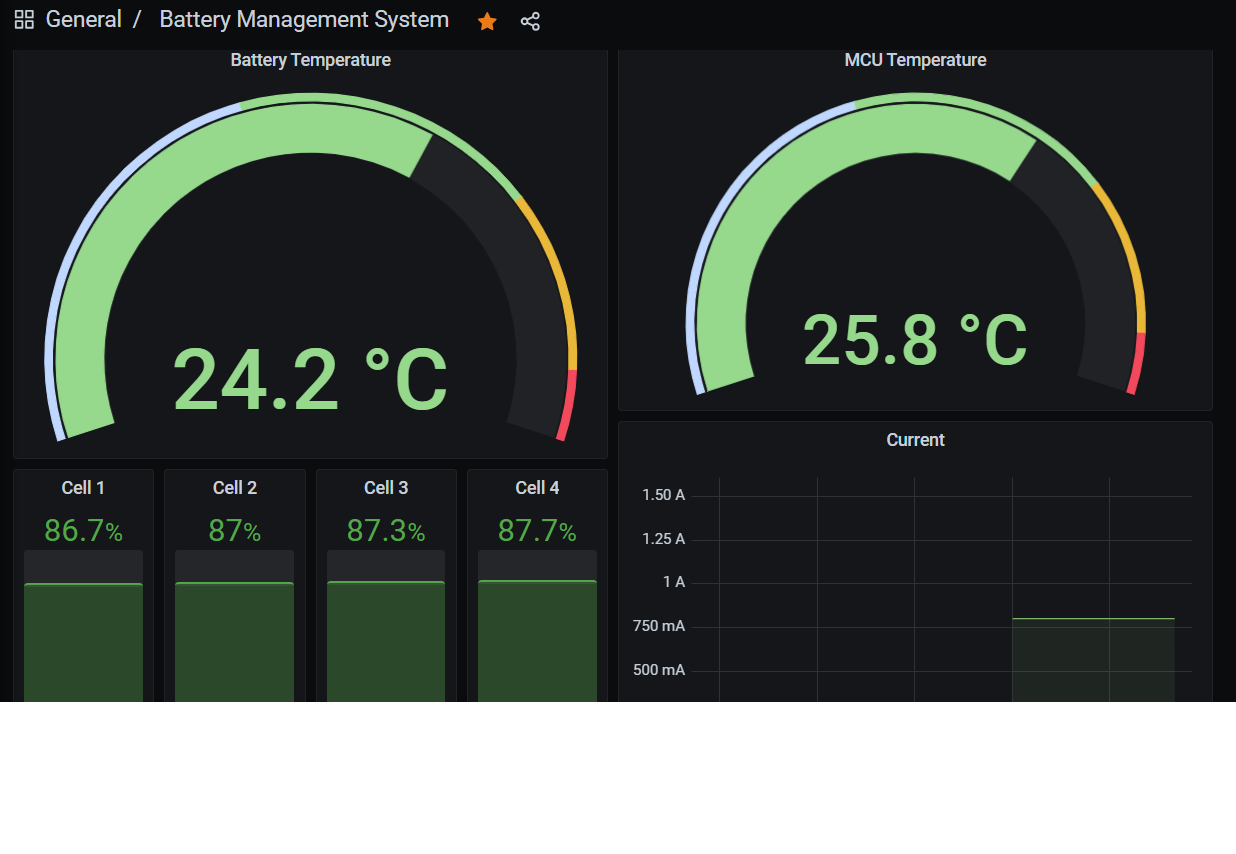 General / Battery Management System
Battery Temperature
24.2 °C
MCU Temperature
25.8 °C
Cell 1
86.7%
Cell 2
87%
Cell 3
87.3%
Cell 4
87.7%
Current
1.50 A
1.25 A
1 A
750 mA
500 mA